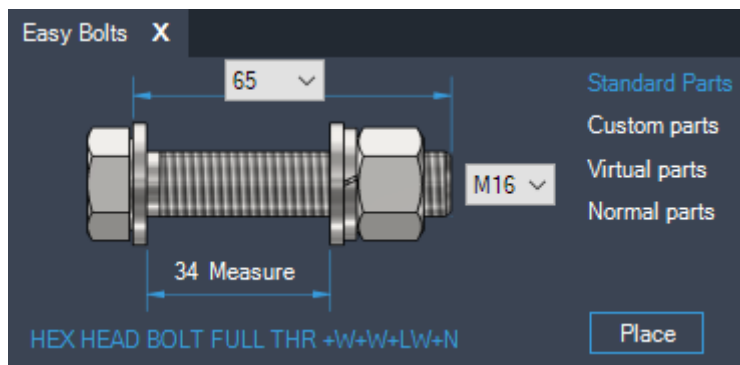 Easy Bolts X
65
Standard Parts
Custom parts
Virtual parts
M16
Normal parts
34 Measure
HEX HEAD BOLT FULL THR +W+W+LW+N
Place